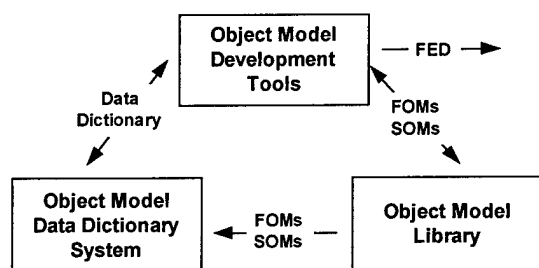 Object Model
Development
Tools
FED
Data
Dictionary
FOMs
SOMs
Object Model
Data Dictionary
System
FOMs
SOMs
Object Model
Library